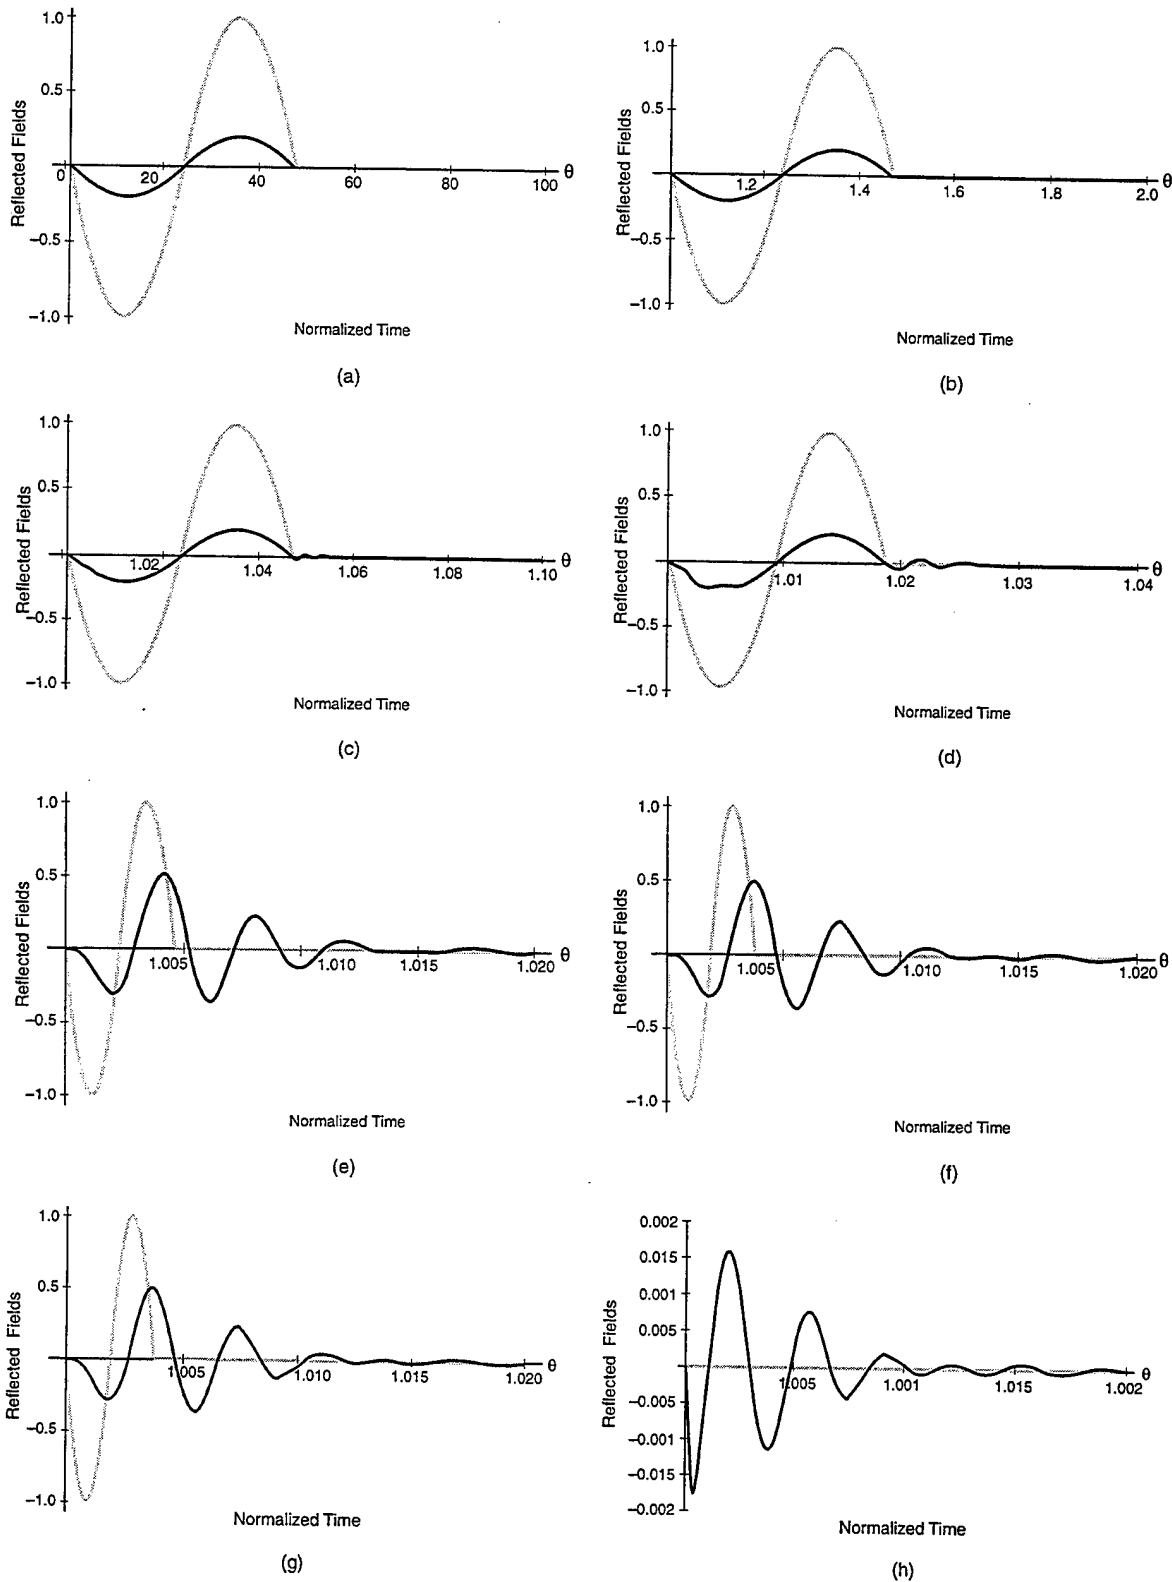 1.0
0.5
0
20
40
60
80
100
θ
−0.5
−1.0
Reflected Fields
Normalized Time
(a)
1.0
0.5
1.2
1.4
1.6
1.8
2.0
θ
−0.5
−1.0
Reflected Fields
Normalized Time
(b)
1.0
0.5
1.02
1.04
1.06
1.08
1.10
θ
−0.5
−1.0
Reflected Fields
Normalized Time
(c)
1.0
0.5
1.01
1.02
1.03
1.04
θ
−0.5
−1.0
Reflected Fields
Normalized Time
(d)
1.0
0.5
1.005
1.010
1.015
1.020
θ
−0.5
−1.0
Reflected Fields
Normalized Time
(e)
1.0
0.5
1.005
1.010
1.015
1.020
θ
−0.5
−1.0
Reflected Fields
Normalized Time
(f)
1.0
0.5
1.005
1.010
1.015
1.020
θ
−0.5
−1.0
Reflected Fields
Normalized Time
(g)
0.002
0.015
0.001
0.005
1.005
1.001
1.015
1.002
θ
−0.005
−0.001
−0.015
−0.002
Reflected Fields
Normalized Time
(h)